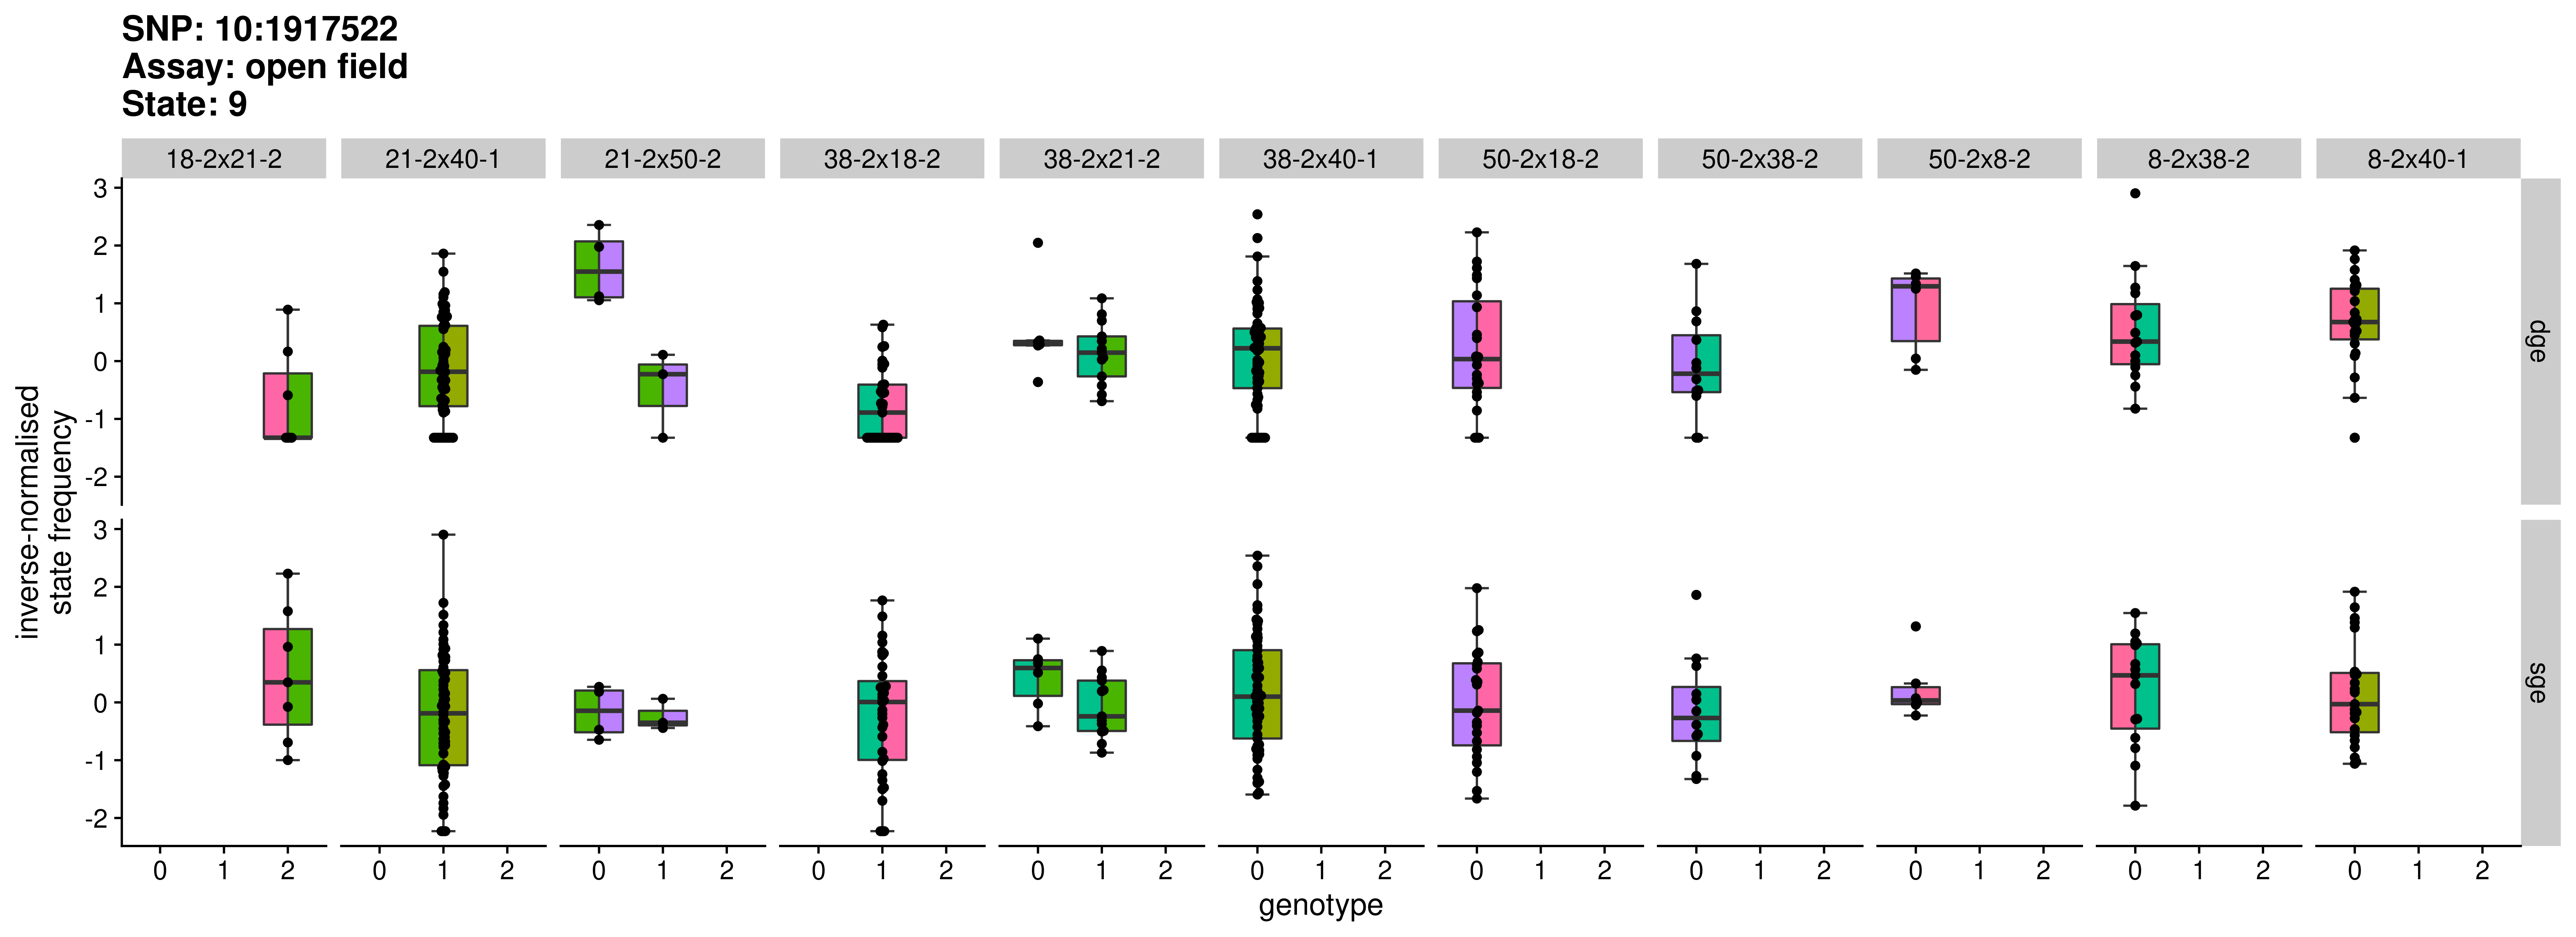 SNP: 10:1917522
Assay: open field
State: 9
18-2x21-2 21-2x40-1 21-2x50-2 38-2x18-2 38-2x21-2 38-2x40-1 50-2x18-2 50-2x38-2 50-2x8-2 8-2x38-2 8-2x40-1
inverse-normalised
state frequency
3
2
1
0
-1
-2
dge
3
2
1
0
-1
-2
sge
0 1 2 0 1 2 0 1 2 0 1 2 0 1 2 0 1 2 0 1 2 0 1 2 0 1 2 0 1 2 0 1 2
genotype